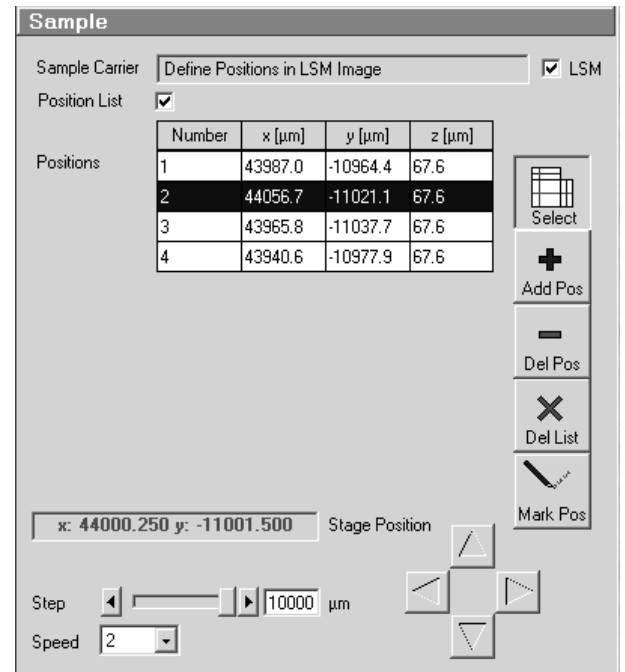 Sample
Sample Carrier Define Positions in LSM Image LSM
Position List
Number x [µm] y [µm] z [µm]
Positions 1 43987.0 -10964.4 67.6
2 44056.7 -11021.1 67.6
3 43965.8 -11037.7 67.6
4 43940.6 -10977.9 67.6
Select
Add Pos
Del Pos
Del List
Mark Pos
x: 44000.250 y: -11001.500 Stage Position
Step 10000 µm
Speed 2